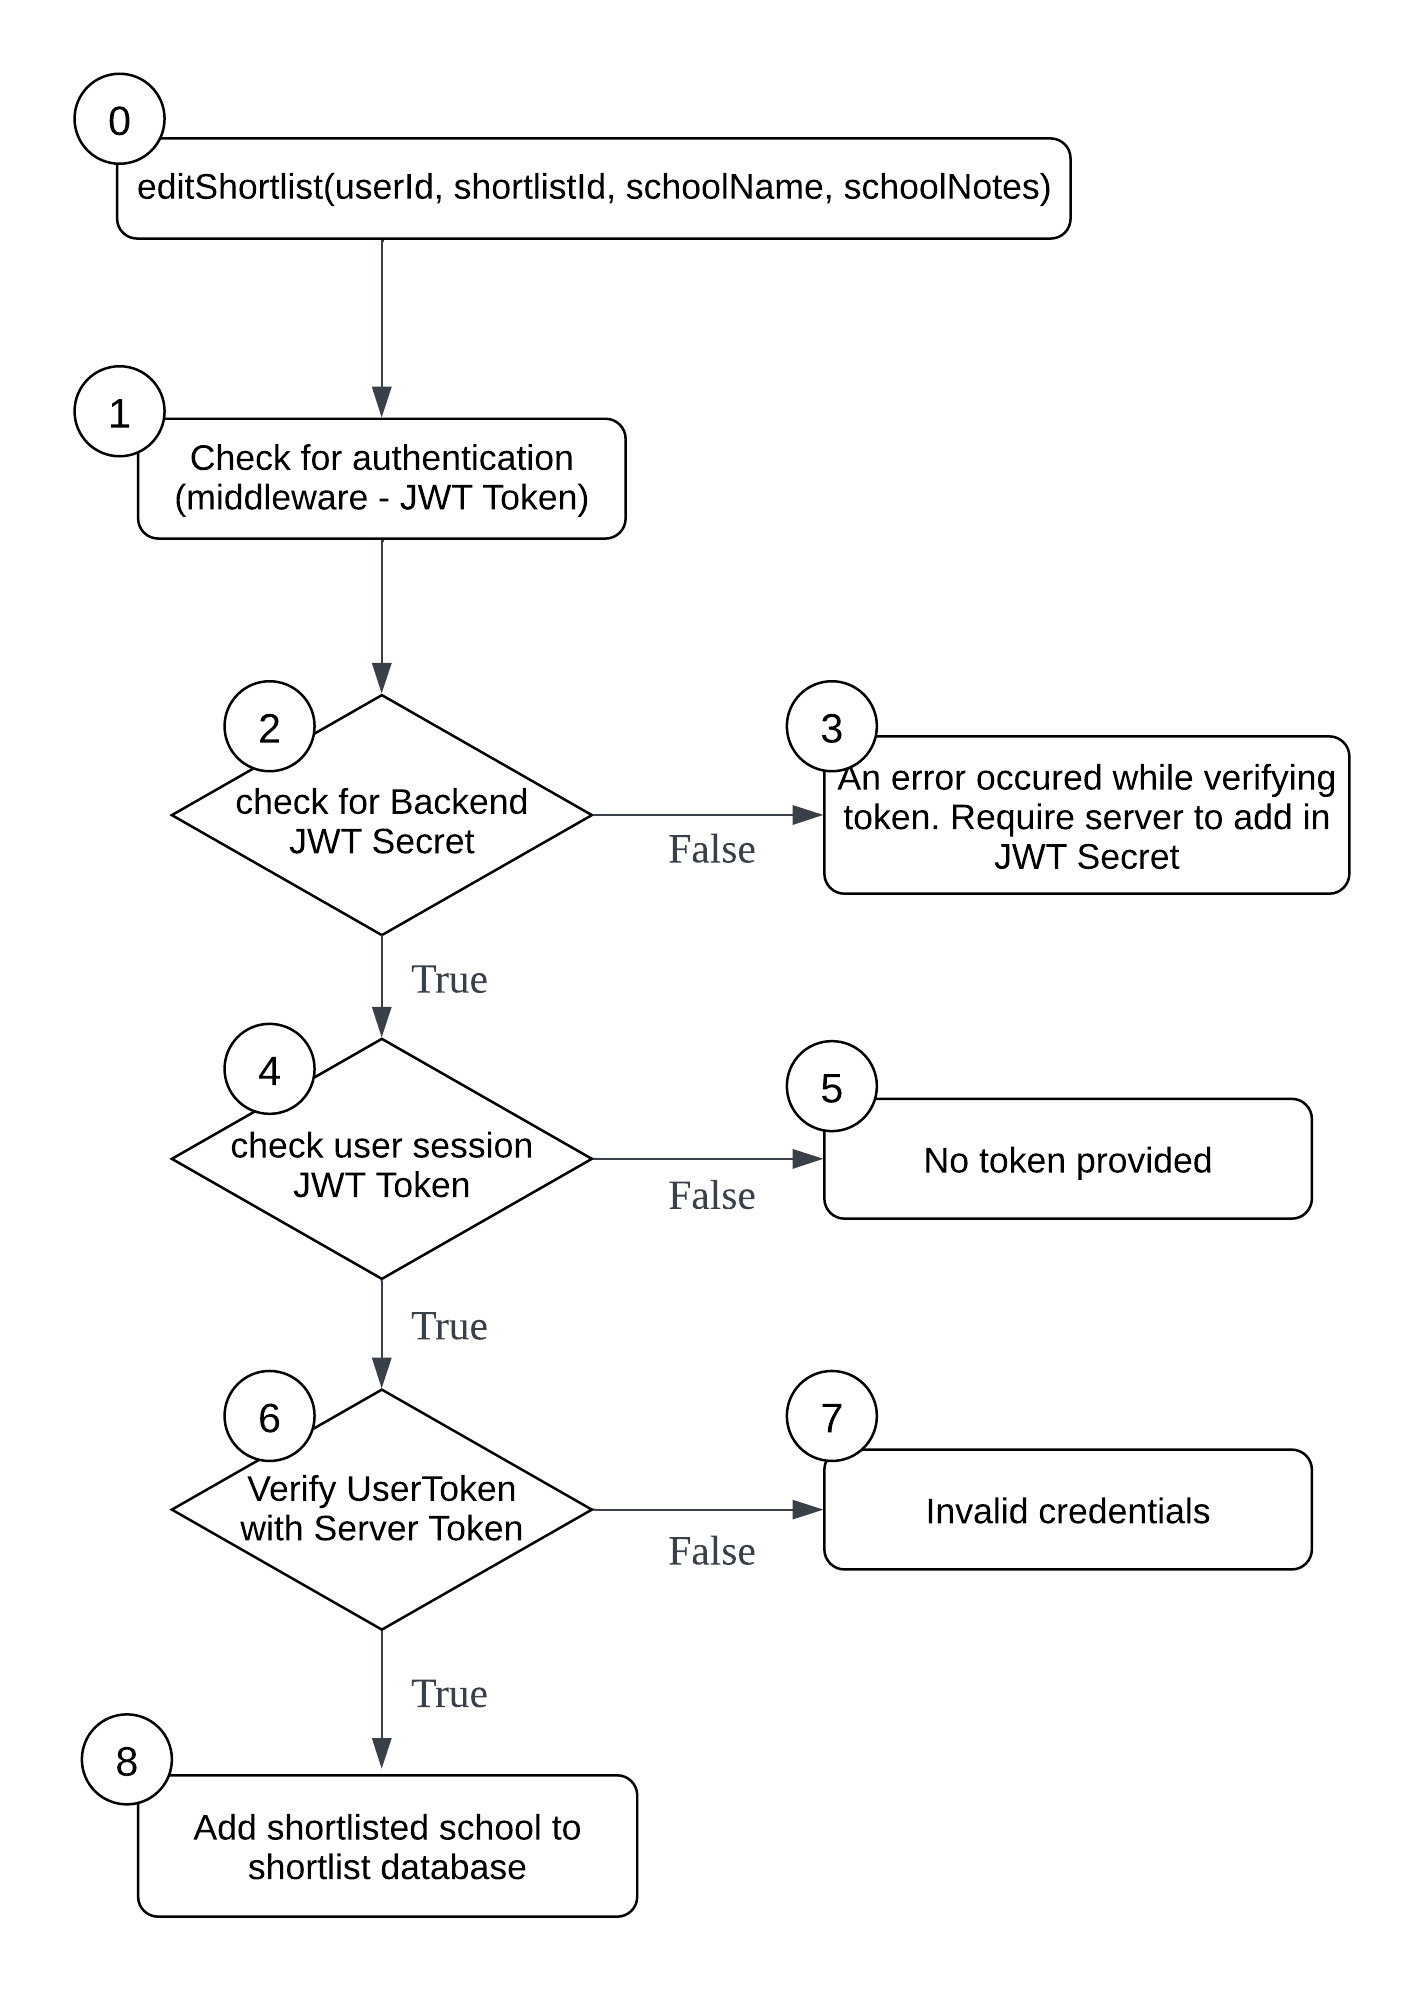 0
editShortlist(userId, shortlistId, schoolName, schoolNotes)
1
Check for authentication
(middleware - JWT Token)
2
check for Backend
JWT Secret
False
3
An error occured while verifying
token. Require server to add in
JWT Secret
True
4
check user session
JWT Token
False
5
No token provided
True
6
Verify UserToken
with Server Token
False
7
Invalid credentials
True
8
Add shortlisted school to
shortlist database